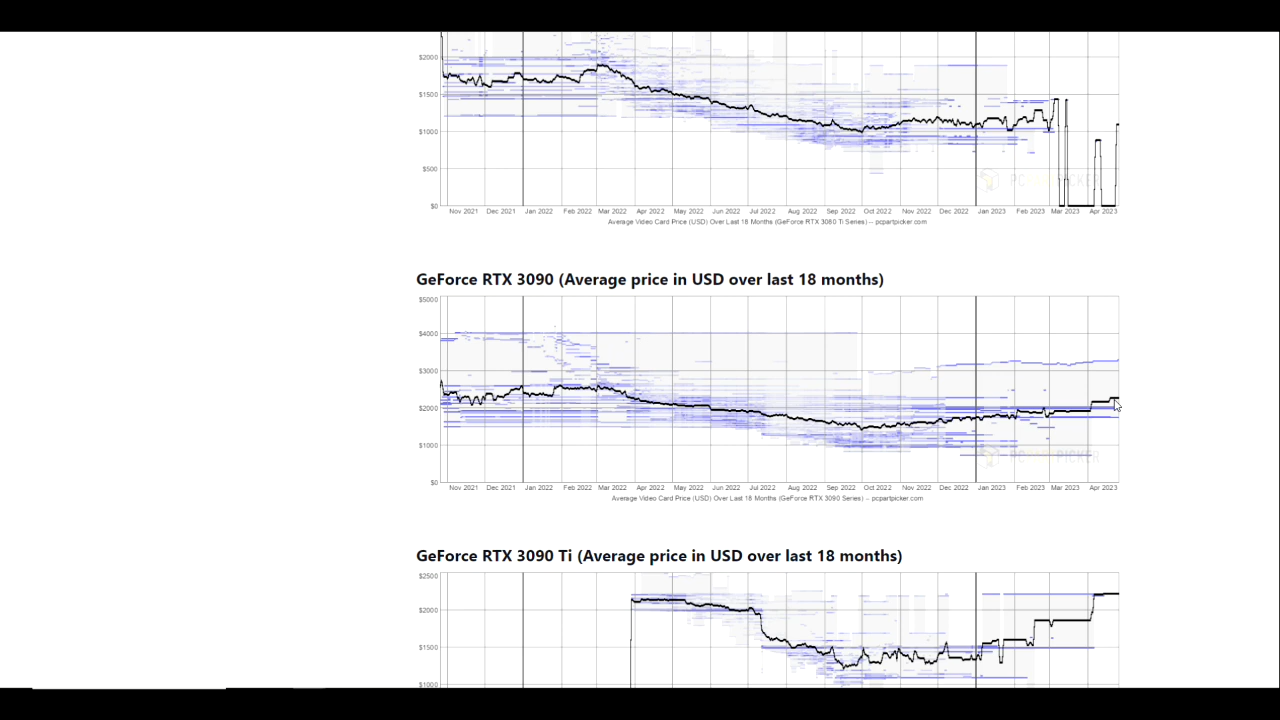 $2000
$1500
$1000
$500
$0
Nov 2021 Dec 2021 Jan 2022 Feb 2022 Mar 2022 Apr 2022 May 2022 Jun 2022 Jul 2022 Aug 2022 Sep 2022 Oct 2022 Nov 2022 Dec 2022 Jan 2023 Feb 2023 Mar 2023 Apr 2023
Average Video Card Price (USD) Over Last 18 Months (GeForce RTX 3080 Ti Series) -- pcpartpicker.com
GeForce RTX 3090 (Average price in USD over last 18 months)
$5000
$4000
$3000
$2000
$1000
PCPARTPICKER
$0
Nov 2021 Dec 2021 Jan 2022 Feb 2022 Mar 2022 Apr 2022 May 2022 Jun 2022 Jul 2022 Aug 2022 Sep 2022 Oct 2022 Nov 2022 Dec 2022 Jan 2023 Feb 2023 Mar 2023 Apr 2023
Average Video Card Price (USD) Over Last 18 Months (GeForce RTX 3090 Series) -- pcpartpicker.com
GeForce RTX 3090 Ti (Average price in USD over last 18 months)
$2500
$2000
$1500
$1000